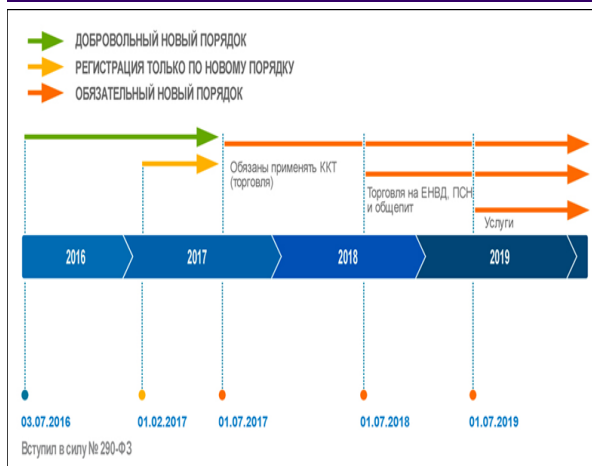 ДОБРОВОЛЬНЫЙ НОВЫЙ ПОРЯДОК
РЕГИСТРАЦИЯ ТОЛЬКО ПО НОВОМУ ПОРЯДКУ
ОБЯЗАТЕЛЬНЫЙ НОВЫЙ ПОРЯДОК
Обязаны применять ККТ
(торговля)
Торговля на ЕНВД, ПСН
и общепит
Услуги
2016
2017
2018
2019
03.07.2016
01.02.2017
01.07.2017
01.07.2018
01.07.2019
Вступил в силу № 290-ФЗ